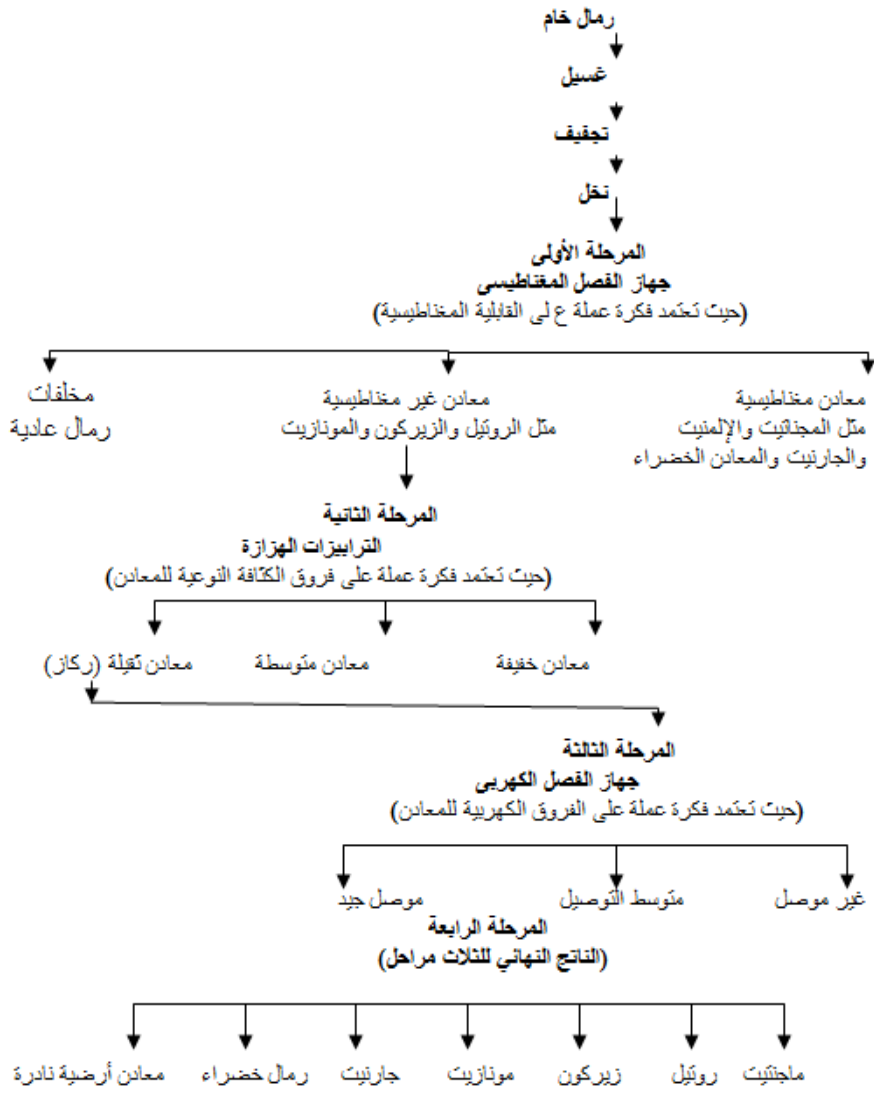 رمال خام
غسيل
تجفيف
نخل
المرحلة الأولى
جهاز الفصل المغناطيسى
(حيث تعتمد فكرة عملة ع لى القابلية المغناطيسية)
معادن مغناطيسية
مثل المجناتيت والإلمنيت
والجارنيت والمعادن الخضراء
معادن غير مغناطيسية
مثل الروتيل والزيركون والمونازيت
مخلفات
رمال عادية
المرحلة الثانية
الترابيزات الهزازة
(حيث تعتمد فكرة عملة على فروق الكثافة النوعية للمعادن)
معادن خفيفة
معادن متوسطة
معادن ثقيلة (ركاز)
المرحلة الثالثة
جهاز الفصل الكهربى
(حيث تعتمد فكرة عملة على الفروق الكهربية للمعادن)
غير موصل
متوسط التوصيل
موصل جيد
المرحلة الرابعة
(الناتج النهائي للثلاث مراحل)
ماجنتيت
روتيل
زيركون
مونازيت
جارنيت
رمال خضراء
معادن أرضية نادرة